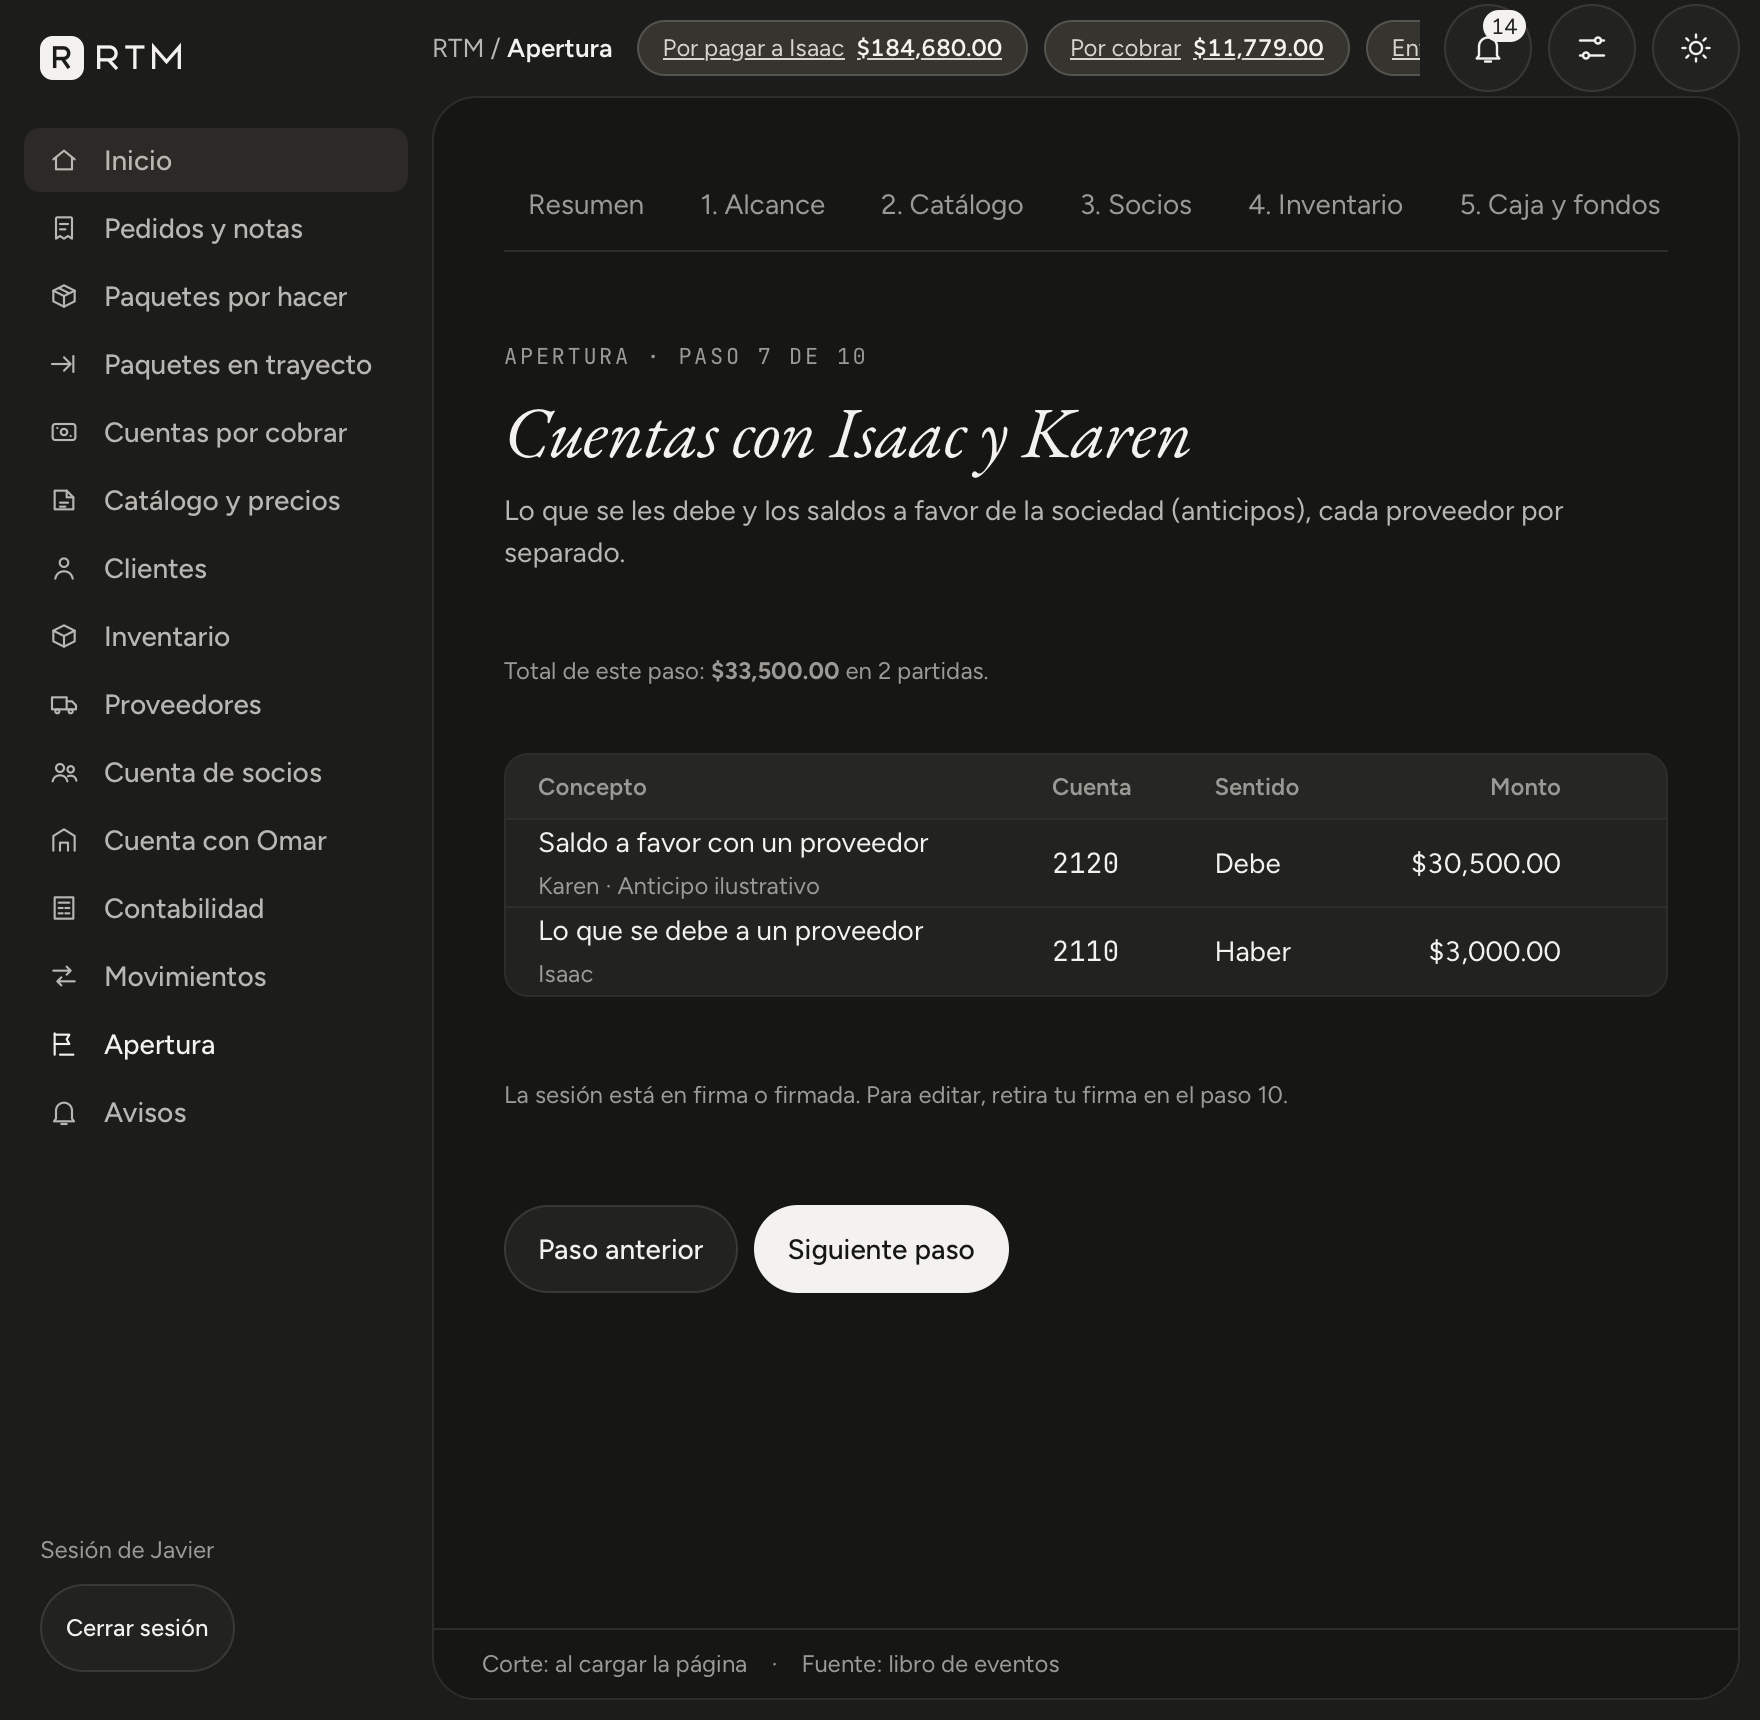 R RTM
RTM / Apertura
Por pagar a Isaac $184,680.00
Por cobrar $11,779.00
14
Inicio
Pedidos y notas
Paquetes por hacer
Paquetes en trayecto
Cuentas por cobrar
Catálogo y precios
Clientes
Inventario
Proveedores
Cuenta de socios
Cuenta con Omar
Contabilidad
Movimientos
Apertura
Avisos
Sesión de Javier
Cerrar sesión
Resumen 1. Alcance 2. Catálogo 3. Socios 4. Inventario 5. Caja y fondos
APERTURA · PASO 7 DE 10
Cuentas con Isaac y Karen
Lo que se les debe y los saldos a favor de la sociedad (anticipos), cada proveedor por
separado.
Total de este paso: $33,500.00 en 2 partidas.
Concepto Cuenta Sentido Monto
Saldo a favor con un proveedor 2120 Debe $30,500.00
Karen · Anticipo ilustrativo
Lo que se debe a un proveedor 2110 Haber $3,000.00
Isaac
La sesión está en firma o firmada. Para editar, retira tu firma en el paso 10.
Paso anterior
Siguiente paso
Corte: al cargar la página · Fuente: libro de eventos